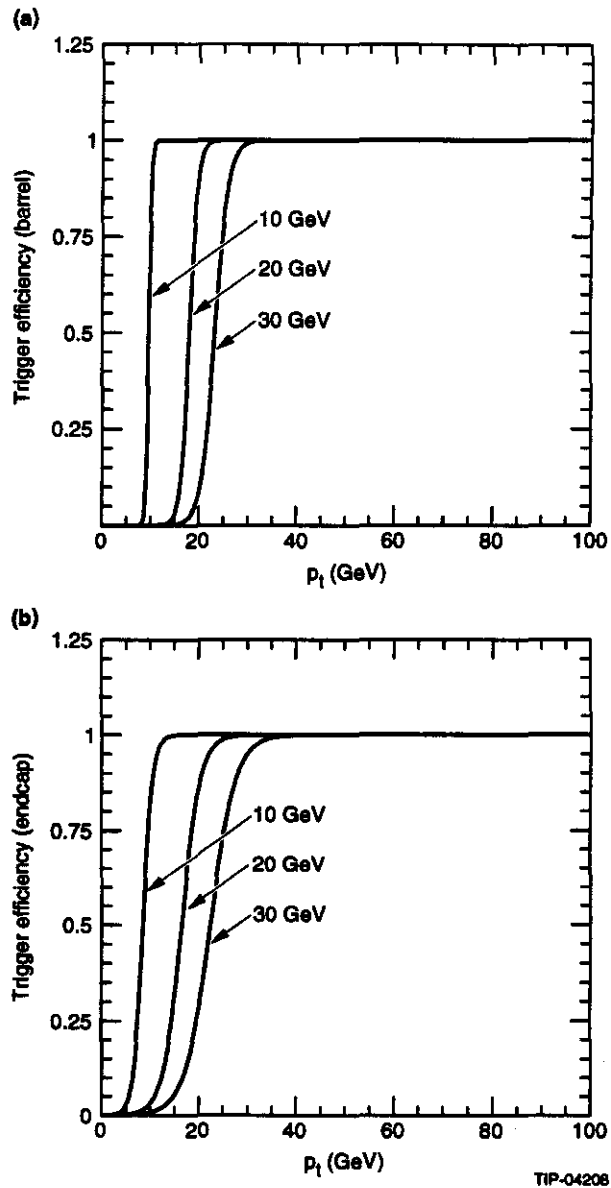 (a)
1.25
1
0.75
0.5
0.25
Trigger efficiency (barrel)
10 GeV
20 GeV
30 GeV
0 20 40 60 80 100
p_t (GeV)
(b)
1.25
1
0.75
0.5
0.25
0
Trigger efficiency (endcap)
10 GeV
20 GeV
30 GeV
0 20 40 60 80 100
p_t (GeV)
TIP-04208